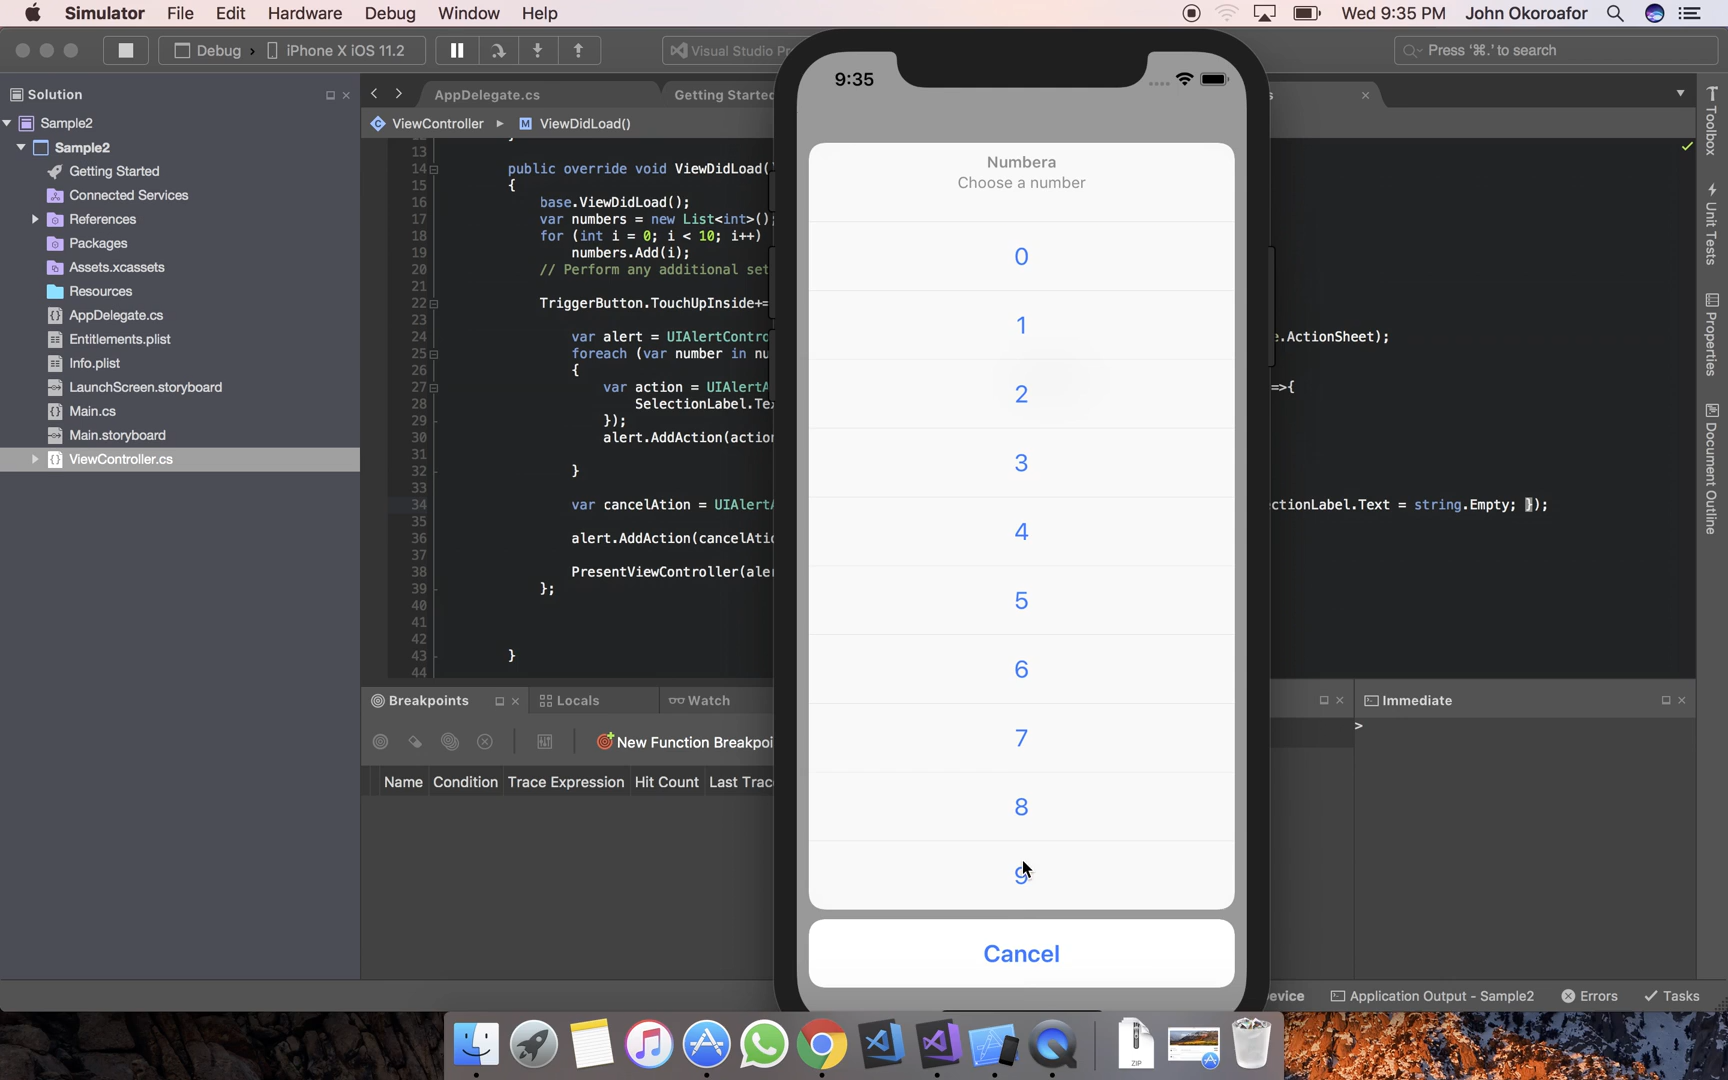 Simulator File Edit Hardware Debug Window Help Wed 9:35 PM John Okoroafor
Debug › iPhone X iOS 11.2 Visual Studio Pr Press '⌘.' to search
Solution
Sample2
Sample2
Getting Started
Connected Services
References
Packages
Assets.xcassets
Resources
AppDelegate.cs
Entitlements.plist
Info.plist
LaunchScreen.storyboard
Main.cs
Main.storyboard
ViewController.cs
AppDelegate.cs Getting Started s
ViewController ▸ M ViewDidLoad()
13
14 public override void ViewDidLoad(
15 {
16 base.ViewDidLoad();
17 var numbers = new List<int>();
18 for (int i = 0; i < 10; i++)
19 numbers.Add(i);
20 // Perform any additional set
21
22 TriggerButton.TouchUpInside+=
23
24 var alert = UIAlertContro e.ActionSheet);
25 foreach (var number in nu
26 {
27 var action = UIAlertA =>{
28 SelectionLabel.Tex
29 });
30 alert.AddAction(action
31
32 }
33
34 var cancelAtion = UIAlertA ctionLabel.Text = string.Empty; });
35
36 alert.AddAction(cancelAtio
37
38 PresentViewController(aler
39 };
40
41
42
43 }
44
9:35
Numbera
Choose a number
0
1
2
3
4
5
6
7
8
9
Cancel
Toolbox
Unit Tests
Properties
Document Outline
Breakpoints Locals Watch Immediate
New Function Breakpoi
>
Name Condition Trace Expression Hit Count Last Trac
evice Application Output - Sample2 Errors Tasks
ZIP